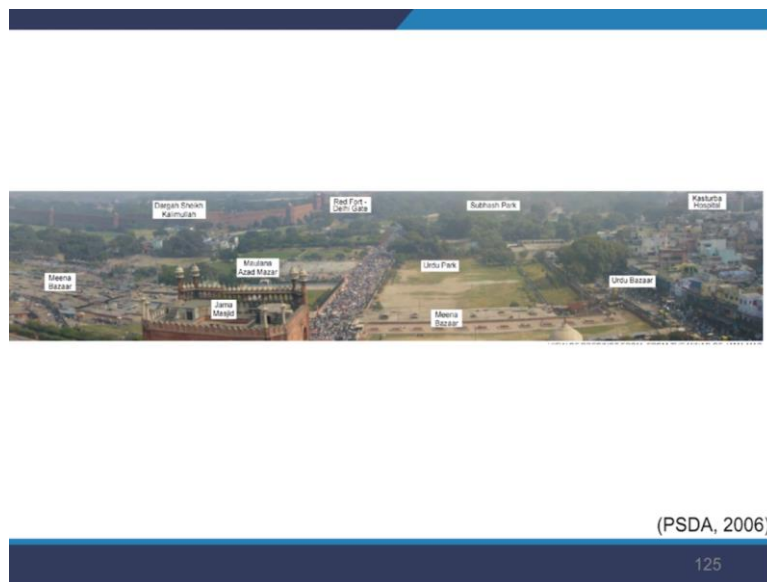 Dargah Sheikh
Kalimullah
Red Fort -
Delhi Gate
Subhash Park
Kasturba
Hospital
Meena
Bazaar
Maulana
Azad Mazar
Urdu Park
Urdu Bazaar
Jama
Mesjid
Meena
Bazaar
(PSDA, 2006)
125